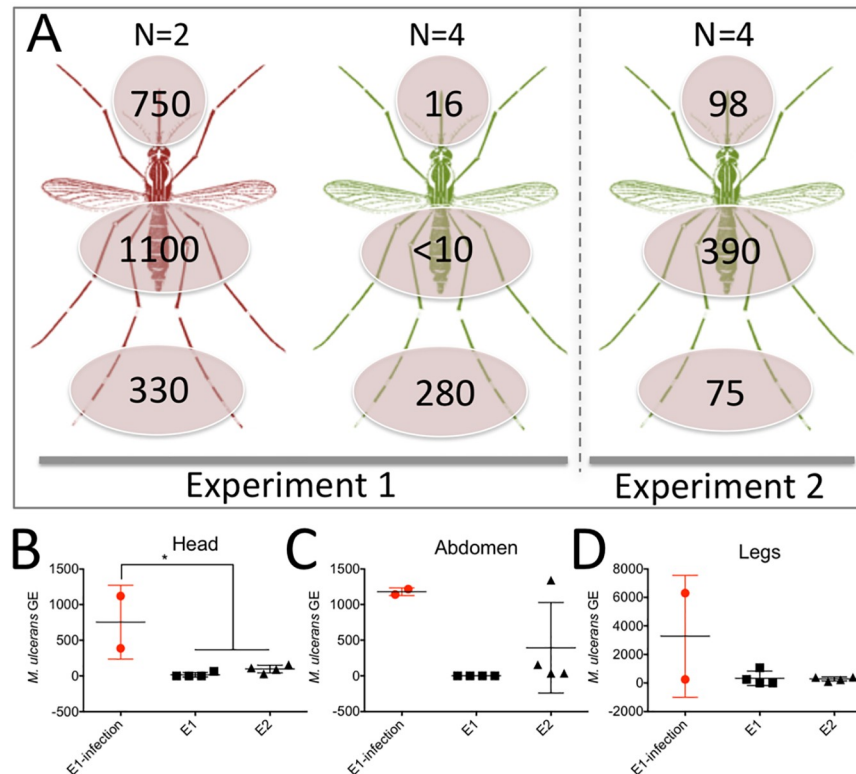 A
N=2 N=4 N=4
750 16 98
1100 <10 390
330 280 75
Experiment 1 Experiment 2
B Head
M. ulcerans GE
1500
1000
500
0
-500
*
E1-infection E1 E2
C Abdomen
M. ulcerans GE
1500
1000
500
0
-500
E1-infection E1 E2
D Legs
M. ulcerans GE
8000
6000
4000
2000
0
-2000
E1-infection E1 E2